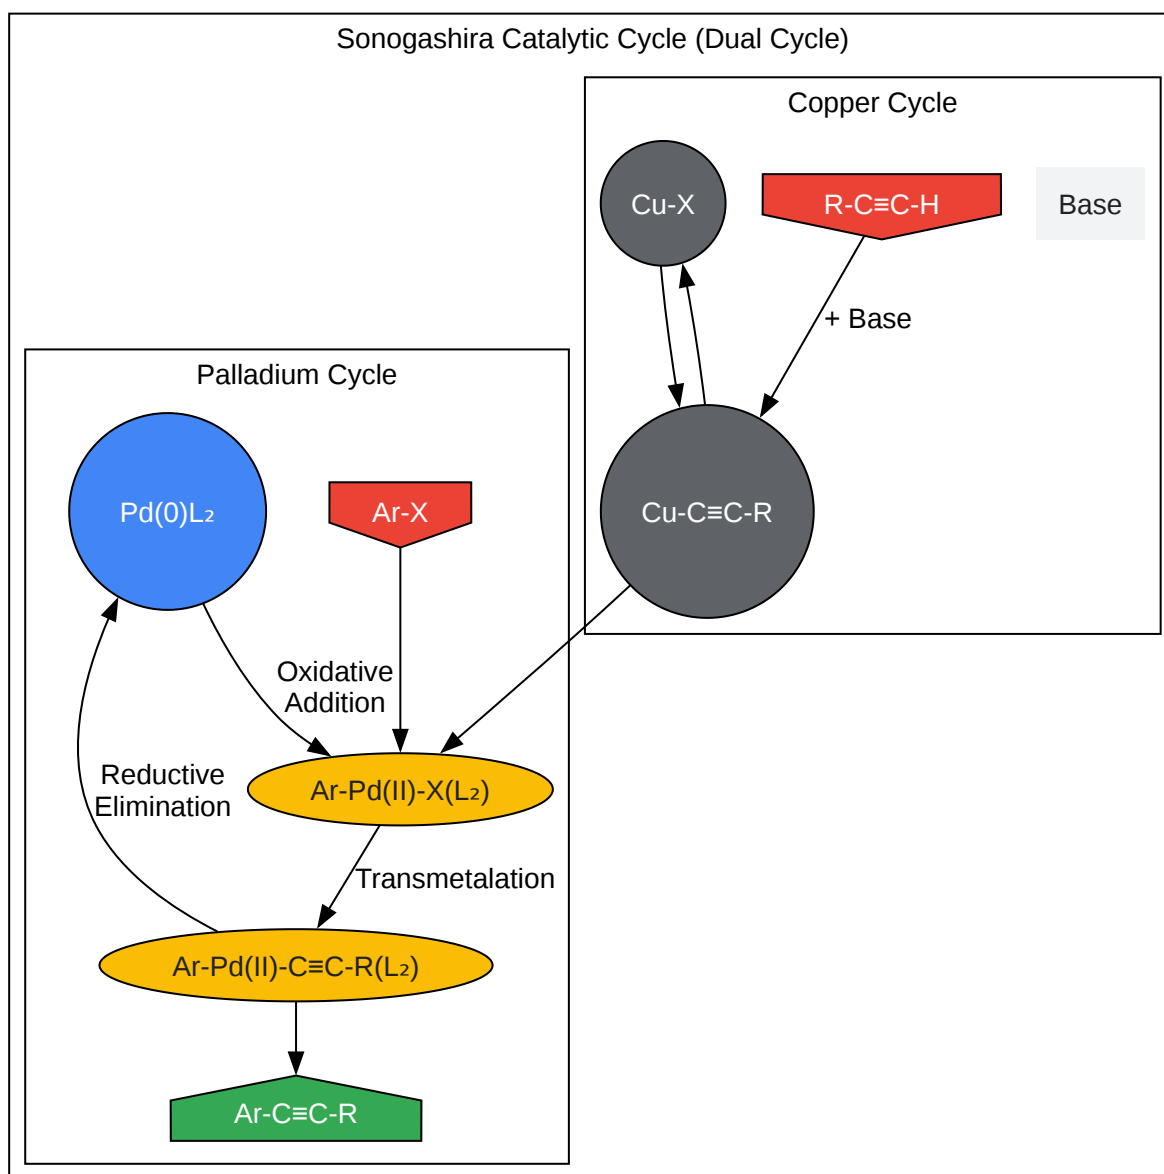 Sonogashira Catalytic Cycle (Dual Cycle)
Copper Cycle
Cu-X
R-C≡C-H
Base
+ Base
Palladium Cycle
Pd(0)L₂
Ar-X
Cu-C≡C-R
Oxidative
Addition
Reductive
Elimination
Ar-Pd(II)-X(L₂)
Transmetalation
Ar-Pd(II)-C≡C-R(L₂)
Ar-C≡C-R